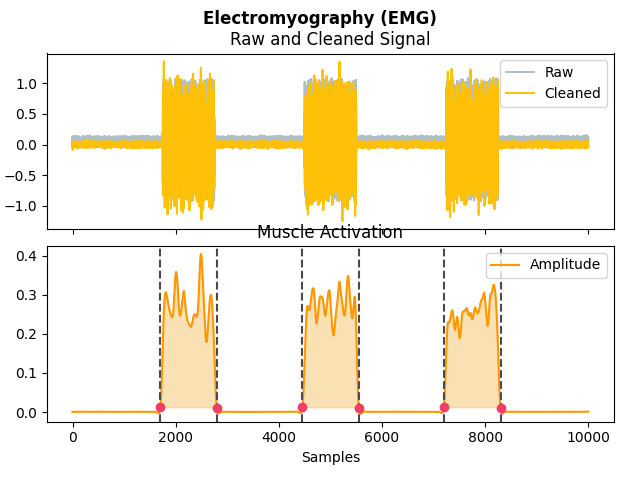 Electromyography (EMG)
Raw and Cleaned Signal
Raw
Cleaned
1.0
0.5
0.0
−0.5
−1.0
Muscle Activation
Amplitude
0.4
0.3
0.2
0.1
0.0
0 2000 4000 6000 8000 10000
Samples